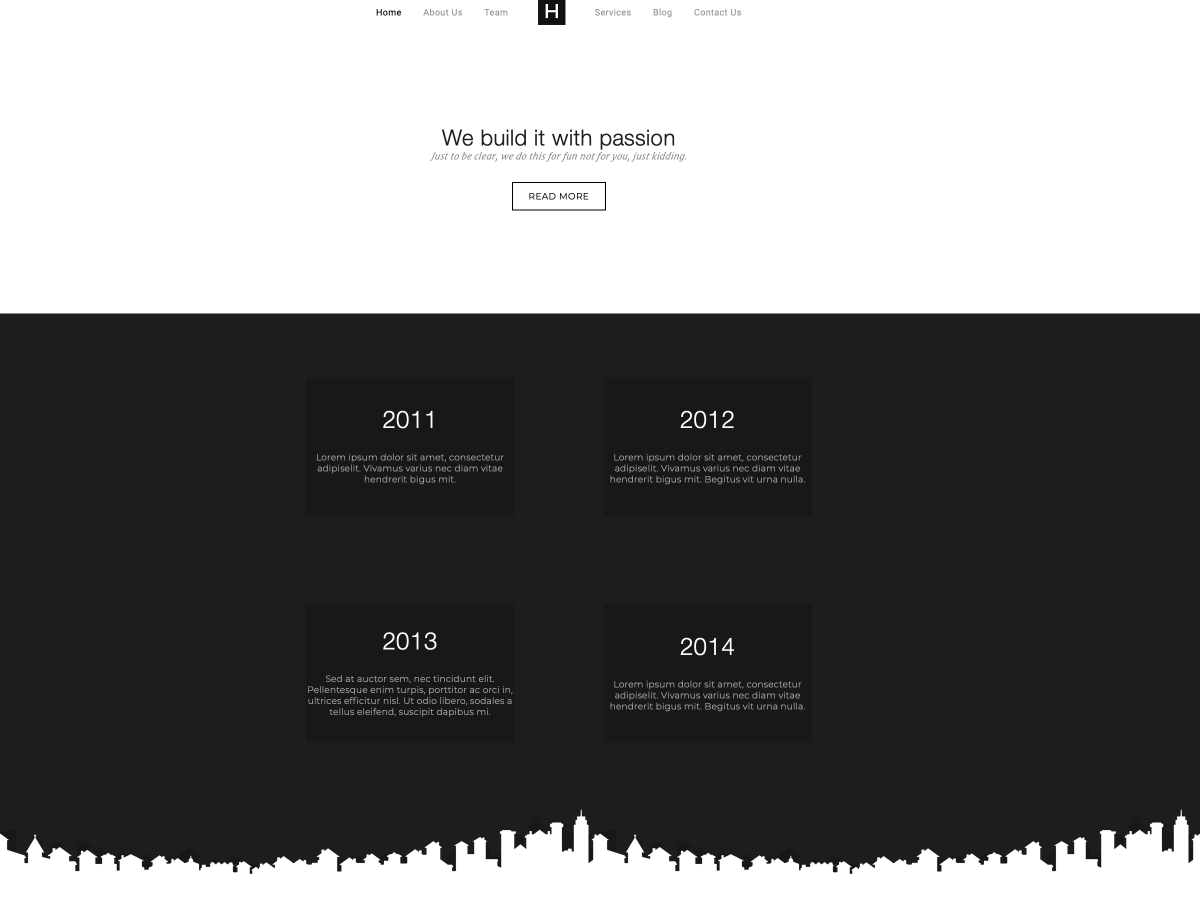 Home About Us Team H Services Blog Contact Us
We build it with passion
Just to be clear, we do this for fun not for you, just kidding.
READ MORE
2011
Lorem ipsum dolor sit amet, consectetur
adipiselit. Vivamus varius nec diam vitae
hendrerit bigus mit.
2012
Lorem ipsum dolor sit amet, consectetur
adipiselit. Vivamus varius nec diam vitae
hendrerit bigus mit. Begitus vit urna nulla.
2013
Sed at auctor sem, nec tincidunt elit.
Pellentesque enim turpis, porttitor ac orci in,
ultrices efficitur nisl. Ut odio libero, sodales a
tellus eleifend, suscipit dapibus mi.
2014
Lorem ipsum dolor sit amet, consectetur
adipiselit. Vivamus varius nec diam vitae
hendrerit bigus mit. Begitus vit urna nulla.